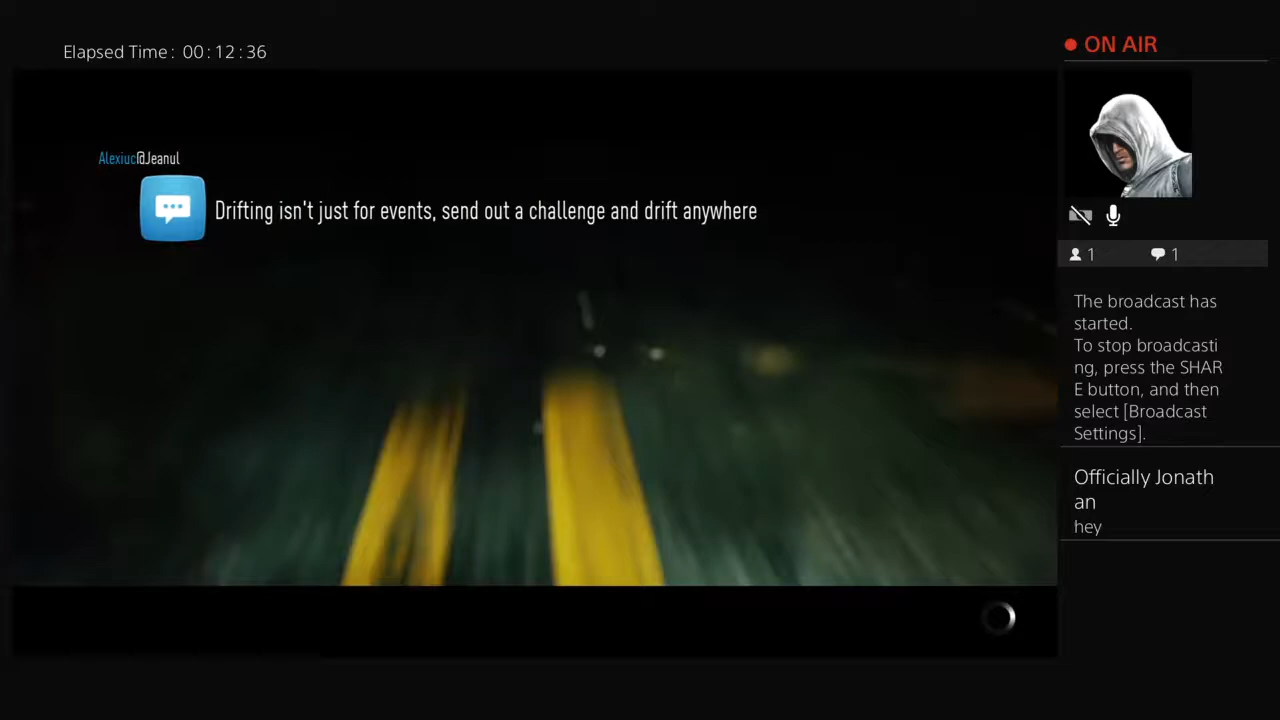 Elapsed Time: 00:12:36
ON AIR
Alexiuc@Jeanul
Drifting isn't just for events, send out a challenge and drift anywhere
1 1
The broadcast has
started.
To stop broadcasti
ng, press the SHAR
E button, and then
select [Broadcast
Settings].
Officially Jonath
an
hey